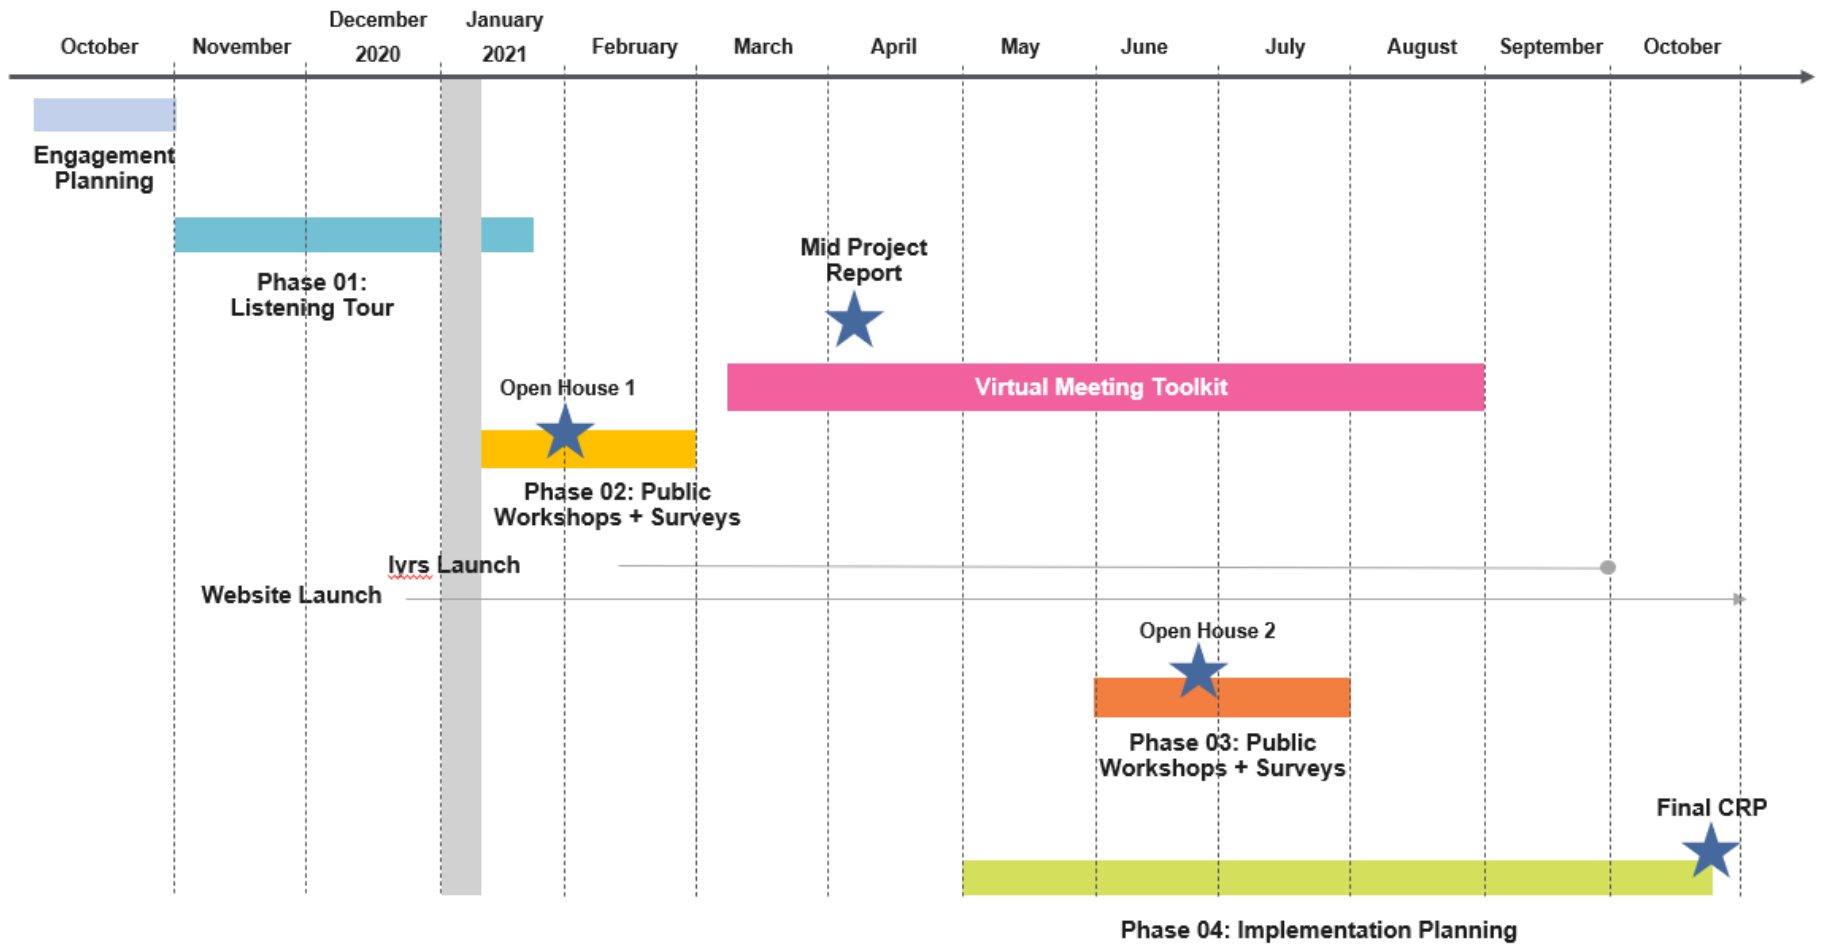 December
January
October
November
2020
2021
February
March
April
May
June
July
August
September
October
Engagement
Planning
Phase 01:
Listening Tour
Mid Project
Report
Virtual Meeting Toolkit
Open House 1
Phase 02: Public
Workshops + Surveys
Ivrs Launch
Website Launch
Open House 2
Phase 03: Public
Workshops + Surveys
Final CRP
Phase 04: Implementation Planning